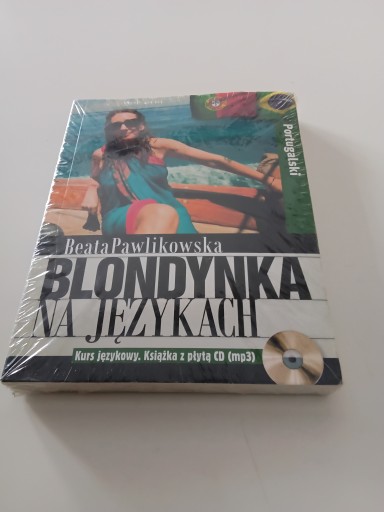 Portugalski
Beata Pawlikowska
BLONDYNKA
NA JĘZYKACH
Kurs językowy. Książka z płytą CD (mp3)